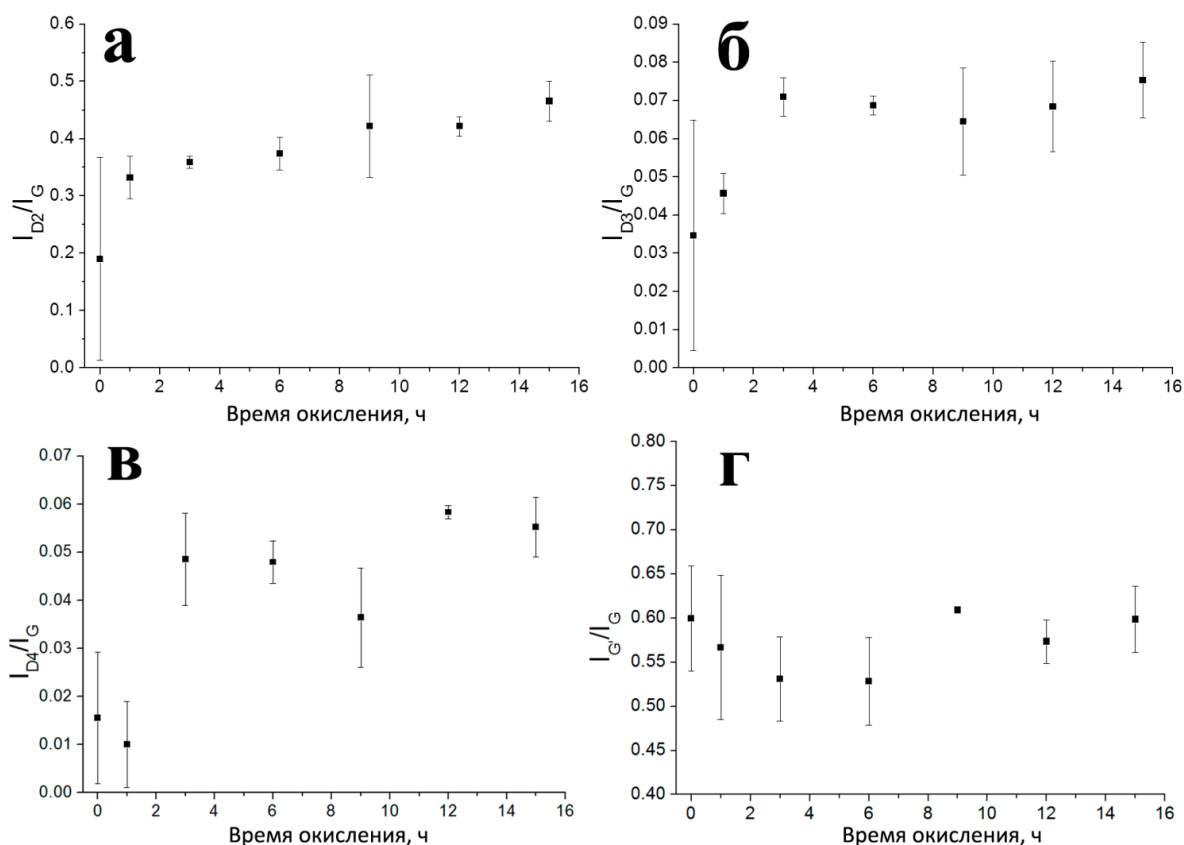 а
0.6
0.5
0.4
0.3
0.2
0.1
0.0
I_D2/I_G
0 2 4 6 8 10 12 14 16
Время окисления, ч
б
0.09
0.08
0.07
0.06
0.05
0.04
0.03
0.02
0.01
0.00
I_D3/I_G
0 2 4 6 8 10 12 14 16
Время окисления, ч
в
0.07
0.06
0.05
0.04
0.03
0.02
0.01
0.00
I_D4/I_G
0 2 4 6 8 10 12 14 16
Время окисления, ч
г
0.80
0.75
0.70
0.65
0.60
0.55
0.50
0.45
0.40
I_G'/I_G
0 2 4 6 8 10 12 14 16
Время окисления, ч